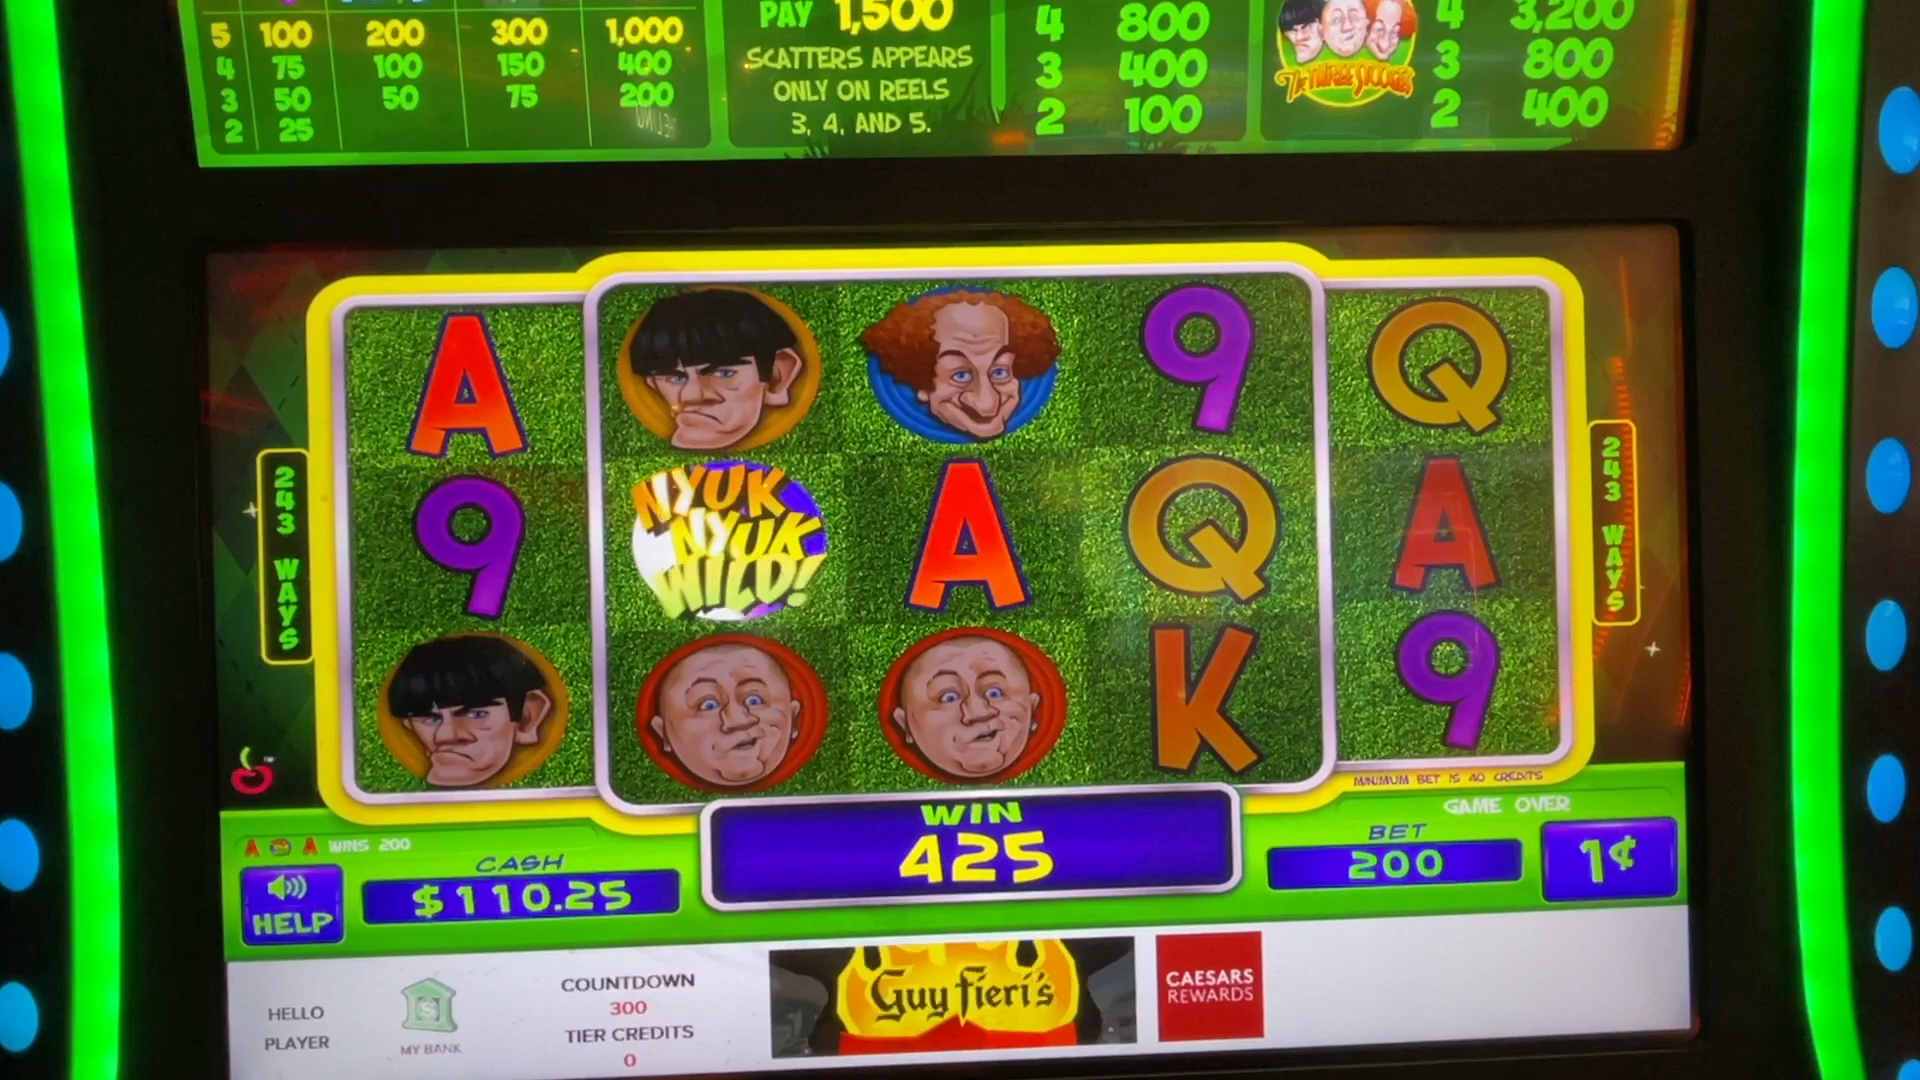 PAY 1,500
SCATTERS APPEARS
ONLY ON REELS
3, 4, AND 5.
5 100 200 300 1,000
4 75 100 150 400
3 50 50 75 200
2 25
4 800
3 400
2 100
The Three Stooges
4 3,200
3 800
2 400
A 9 Q
9 NYUK NYUK WILD! A Q A
K 9
243 WAYS
243 WAYS
MINIMUM BET IS 40 CREDITS
GAME OVER
A A WINS 200
HELP
CASH
$110.25
WIN
425
BET
200
1¢
HELLO
PLAYER
MY BANK
COUNTDOWN
300
TIER CREDITS
0
Guy Fieri's
CAESARS
REWARDS